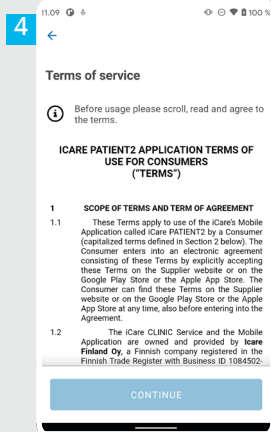 4
11.09 100 %
Terms of service
Before usage please scroll, read and agree to
the terms.
ICARE PATIENT2 APPLICATION TERMS OF
USE FOR CONSUMERS
("TERMS")
1 SCOPE OF TERMS AND TERM OF AGREEMENT
1.1 These Terms apply to use of the iCare's Mobile
Application called iCare PATIENT2 by a Consumer
(capitalized terms defined in Section 2 below). The
Consumer enters into an electronic agreement
consisting of these Terms by explicitly accepting
these Terms on the Supplier website or on the
Google Play Store or the Apple App Store. The
Consumer can find these Terms on the Supplier
website or on the Google Play Store or the Apple
App Store at any time, also before entering into the
Agreement.
1.2 The iCare CLINIC Service and the Mobile
Application are owned and provided by Icare
Finland Oy, a Finnish company registered in the
Finnish Trade Register with Business ID 1084502-
CONTINUE